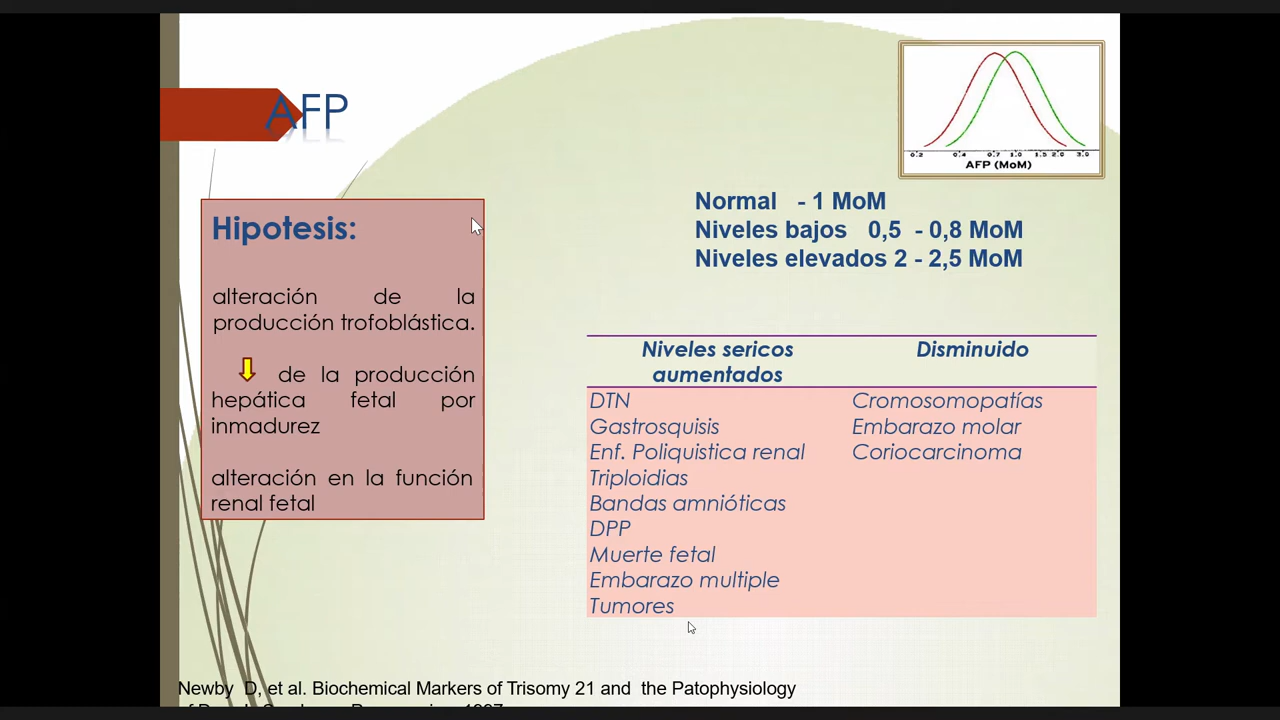 AFP
0.2 0.4 0.7 1.0 1.5 2.0 3.0
AFP (MoM)
Normal - 1 MoM
Niveles bajos 0,5 - 0,8 MoM
Niveles elevados 2 - 2,5 MoM
Hipotesis:
alteración de la
producción trofoblástica.
de la producción
hepática fetal por
inmadurez
alteración en la función
renal fetal
Niveles sericos Disminuido
aumentados
DTN Cromosomopatías
Gastrosquisis Embarazo molar
Enf. Poliquistica renal Coriocarcinoma
Triploidias
Bandas amnióticas
DPP
Muerte fetal
Embarazo multiple
Tumores
Newby D, et al. Biochemical Markers of Trisomy 21 and the Patophysiology